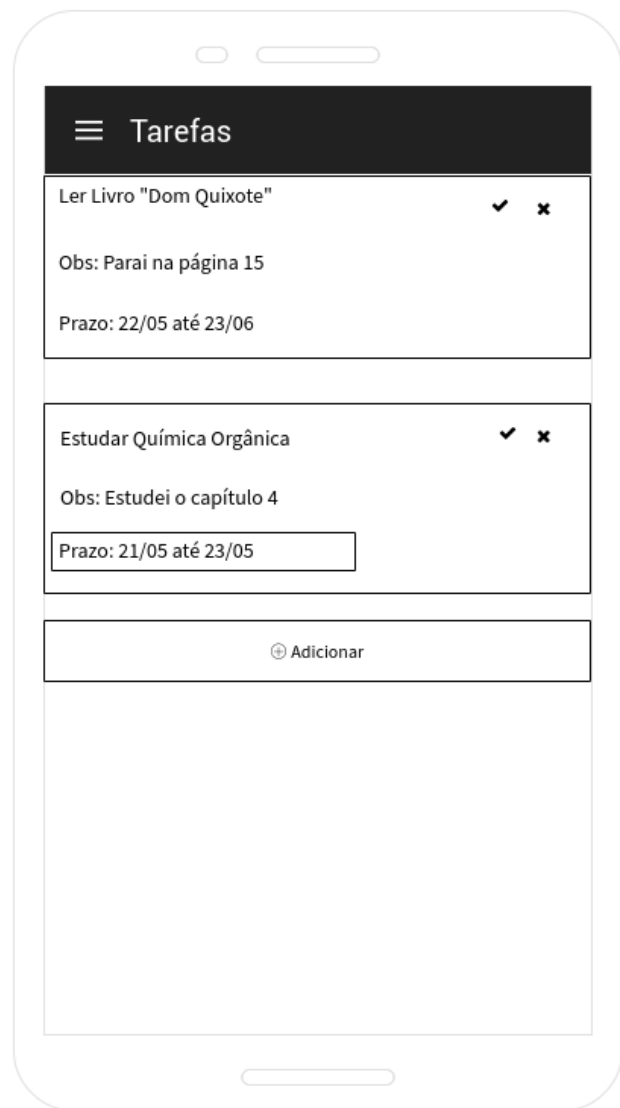 Tarefas
Ler Livro "Dom Quixote"
Obs: Parai na página 15
Prazo: 22/05 até 23/06
Estudar Química Orgânica
Obs: Estudei o capítulo 4
Prazo: 21/05 até 23/05
Adicionar